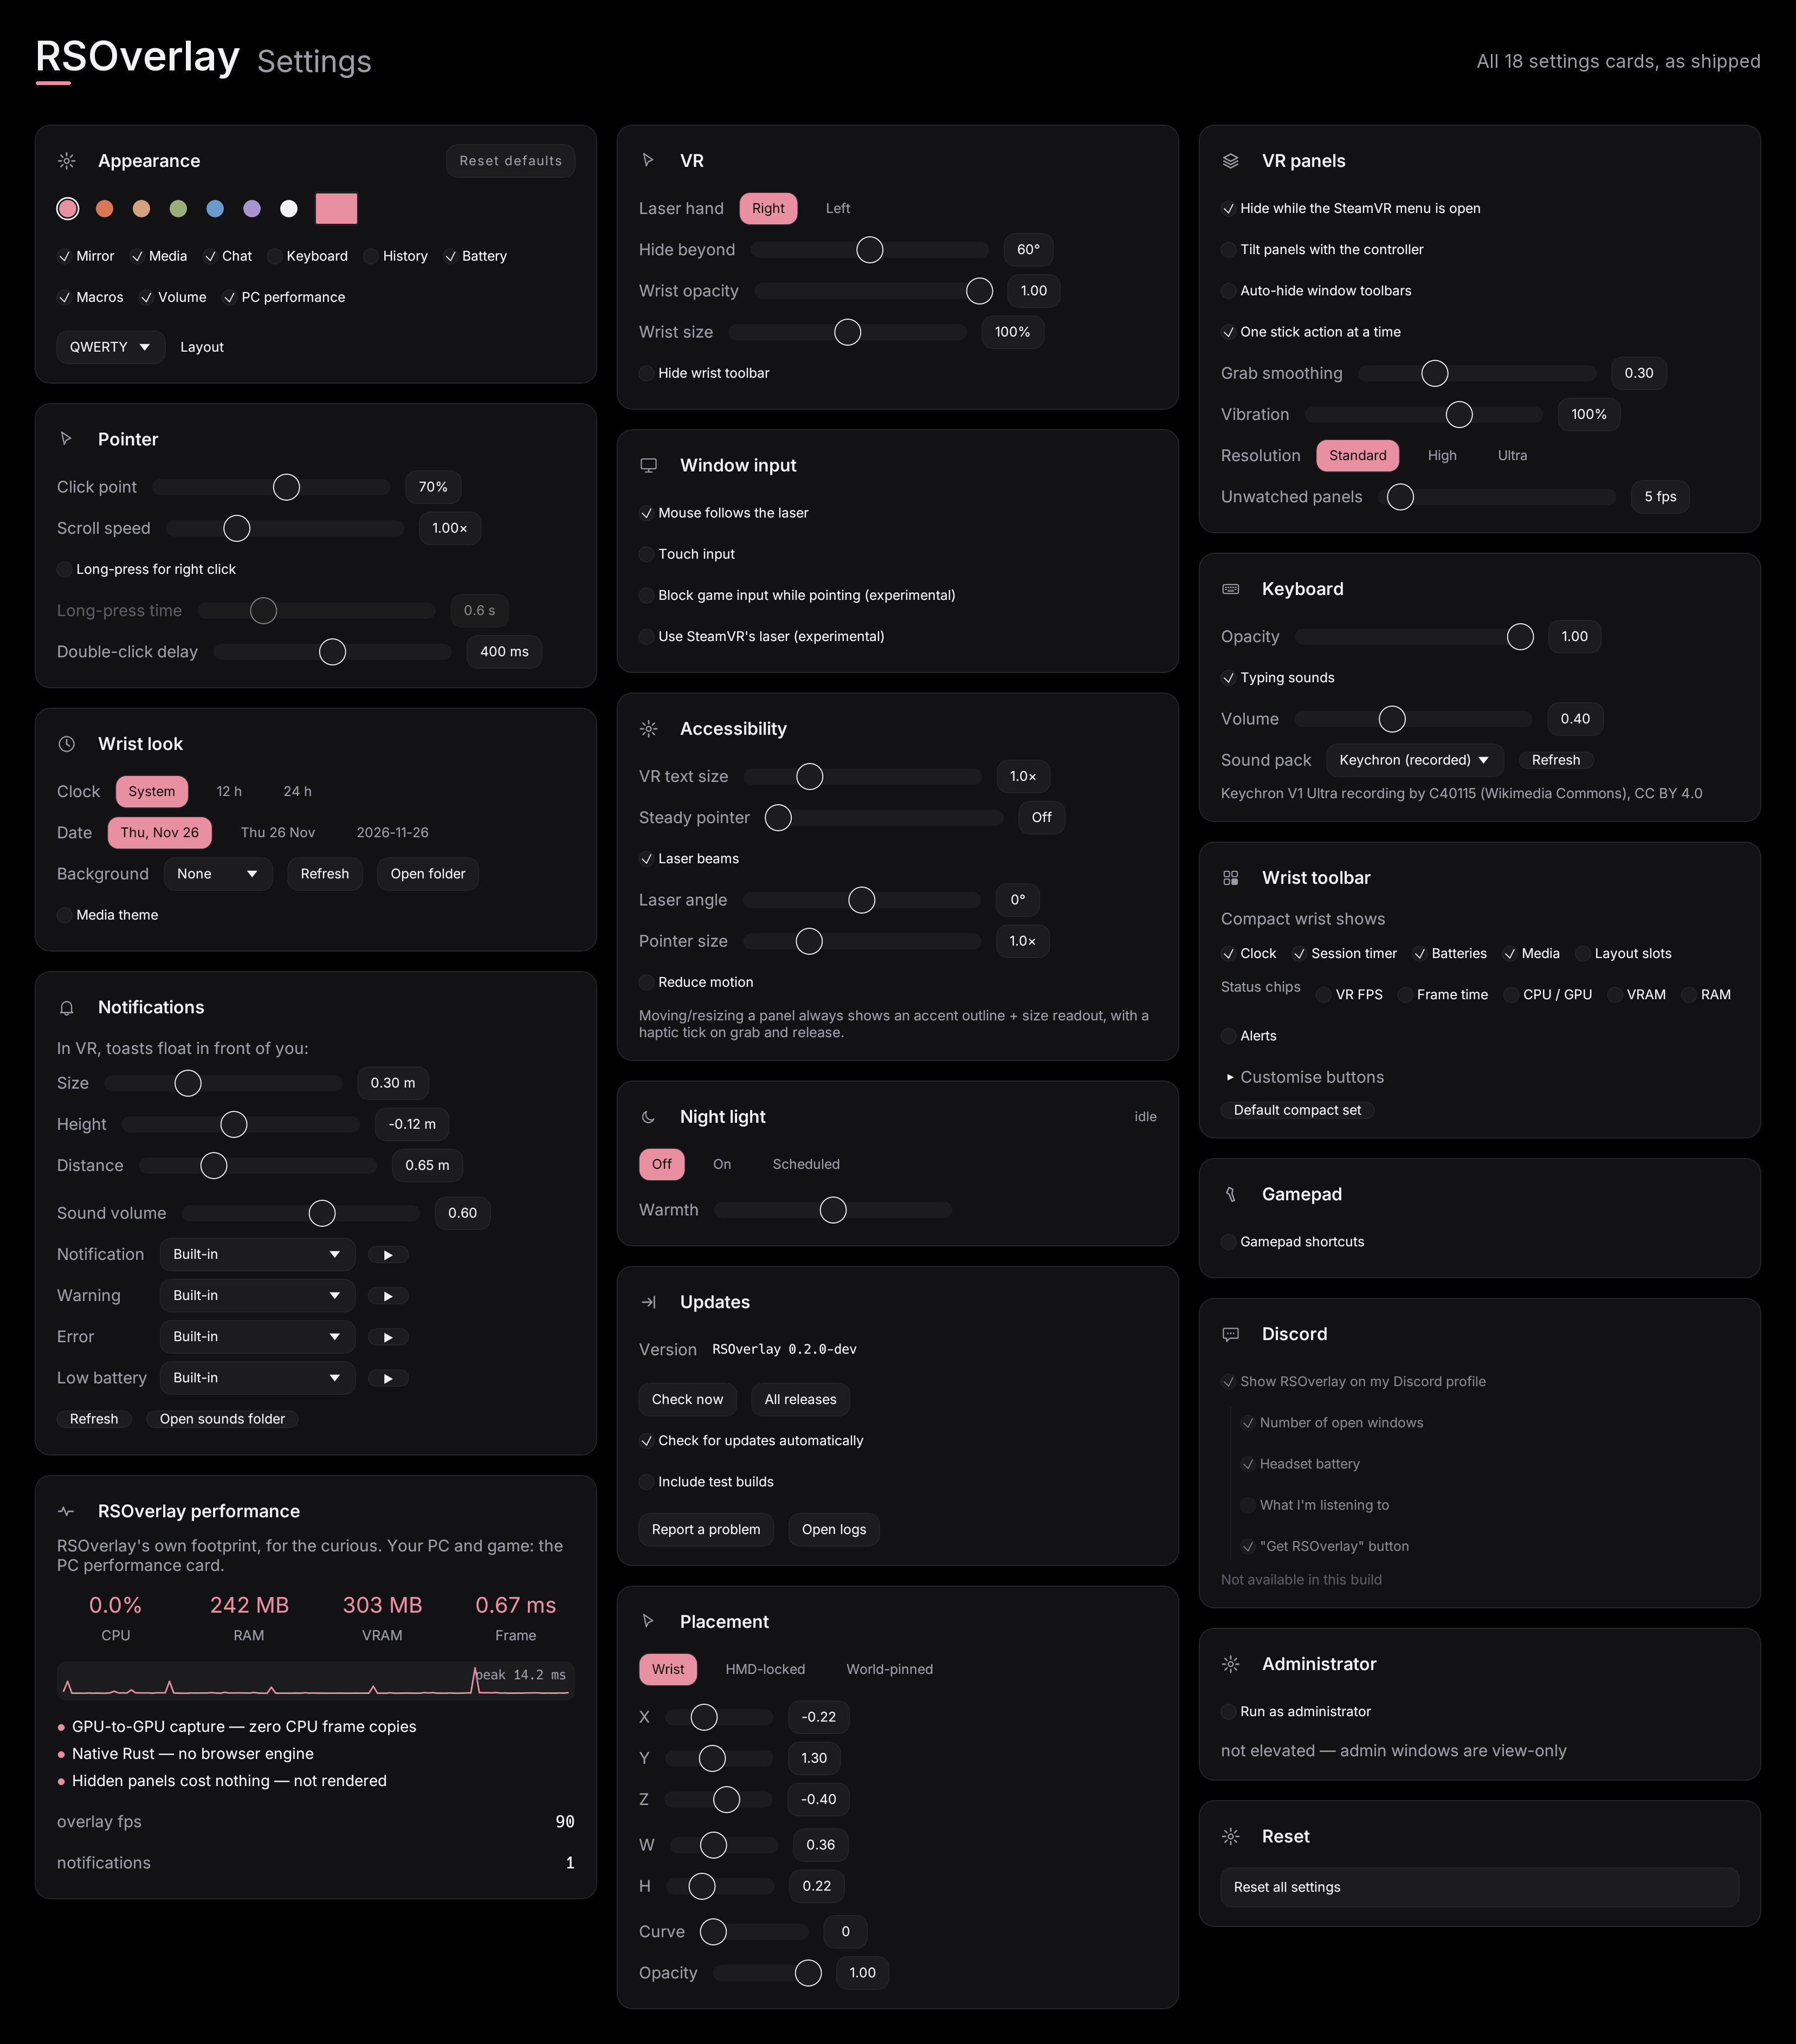 RSOverlay Settings
All 18 settings cards, as shipped
Appearance
Reset defaults
Mirror Media Chat Keyboard History Battery
Macros Volume PC performance
QWERTY Layout
Pointer
Click point 70%
Scroll speed 1.00×
Long-press for right click
Long-press time 0.6 s
Double-click delay 400 ms
Wrist look
Clock System 12 h 24 h
Date Thu, Nov 26 Thu 26 Nov 2026-11-26
Background None Refresh Open folder
Media theme
Notifications
In VR, toasts float in front of you:
Size 0.30 m
Height -0.12 m
Distance 0.65 m
Sound volume 0.60
Notification Built-in
Warning Built-in
Error Built-in
Low battery Built-in
Refresh Open sounds folder
RSOverlay performance
RSOverlay's own footprint, for the curious. Your PC and game: the
PC performance card.
0.0% 242 MB 303 MB 0.67 ms
CPU RAM VRAM Frame
peak 14.2 ms
GPU-to-GPU capture — zero CPU frame copies
Native Rust — no browser engine
Hidden panels cost nothing — not rendered
overlay fps 90
notifications 1
VR
Laser hand Right Left
Hide beyond 60°
Wrist opacity 1.00
Wrist size 100%
Hide wrist toolbar
Window input
Mouse follows the laser
Touch input
Block game input while pointing (experimental)
Use SteamVR's laser (experimental)
Accessibility
VR text size 1.0×
Steady pointer Off
Laser beams
Laser angle 0°
Pointer size 1.0×
Reduce motion
Moving/resizing a panel always shows an accent outline + size readout, with a
haptic tick on grab and release.
Night light idle
Off On Scheduled
Warmth
Updates
Version RSOverlay 0.2.0-dev
Check now All releases
Check for updates automatically
Include test builds
Report a problem Open logs
Placement
Wrist HMD-locked World-pinned
X -0.22
Y 1.30
Z -0.40
W 0.36
H 0.22
Curve 0
Opacity 1.00
VR panels
Hide while the SteamVR menu is open
Tilt panels with the controller
Auto-hide window toolbars
One stick action at a time
Grab smoothing 0.30
Vibration 100%
Resolution Standard High Ultra
Unwatched panels 5 fps
Keyboard
Opacity 1.00
Typing sounds
Volume 0.40
Sound pack Keychron (recorded) Refresh
Keychron V1 Ultra recording by C40115 (Wikimedia Commons), CC BY 4.0
Wrist toolbar
Compact wrist shows
Clock Session timer Batteries Media Layout slots
Status chips VR FPS Frame time CPU / GPU VRAM RAM
Alerts
Customise buttons
Default compact set
Gamepad
Gamepad shortcuts
Discord
Show RSOverlay on my Discord profile
Number of open windows
Headset battery
What I'm listening to
"Get RSOverlay" button
Not available in this build
Administrator
Run as administrator
not elevated — admin windows are view-only
Reset
Reset all settings